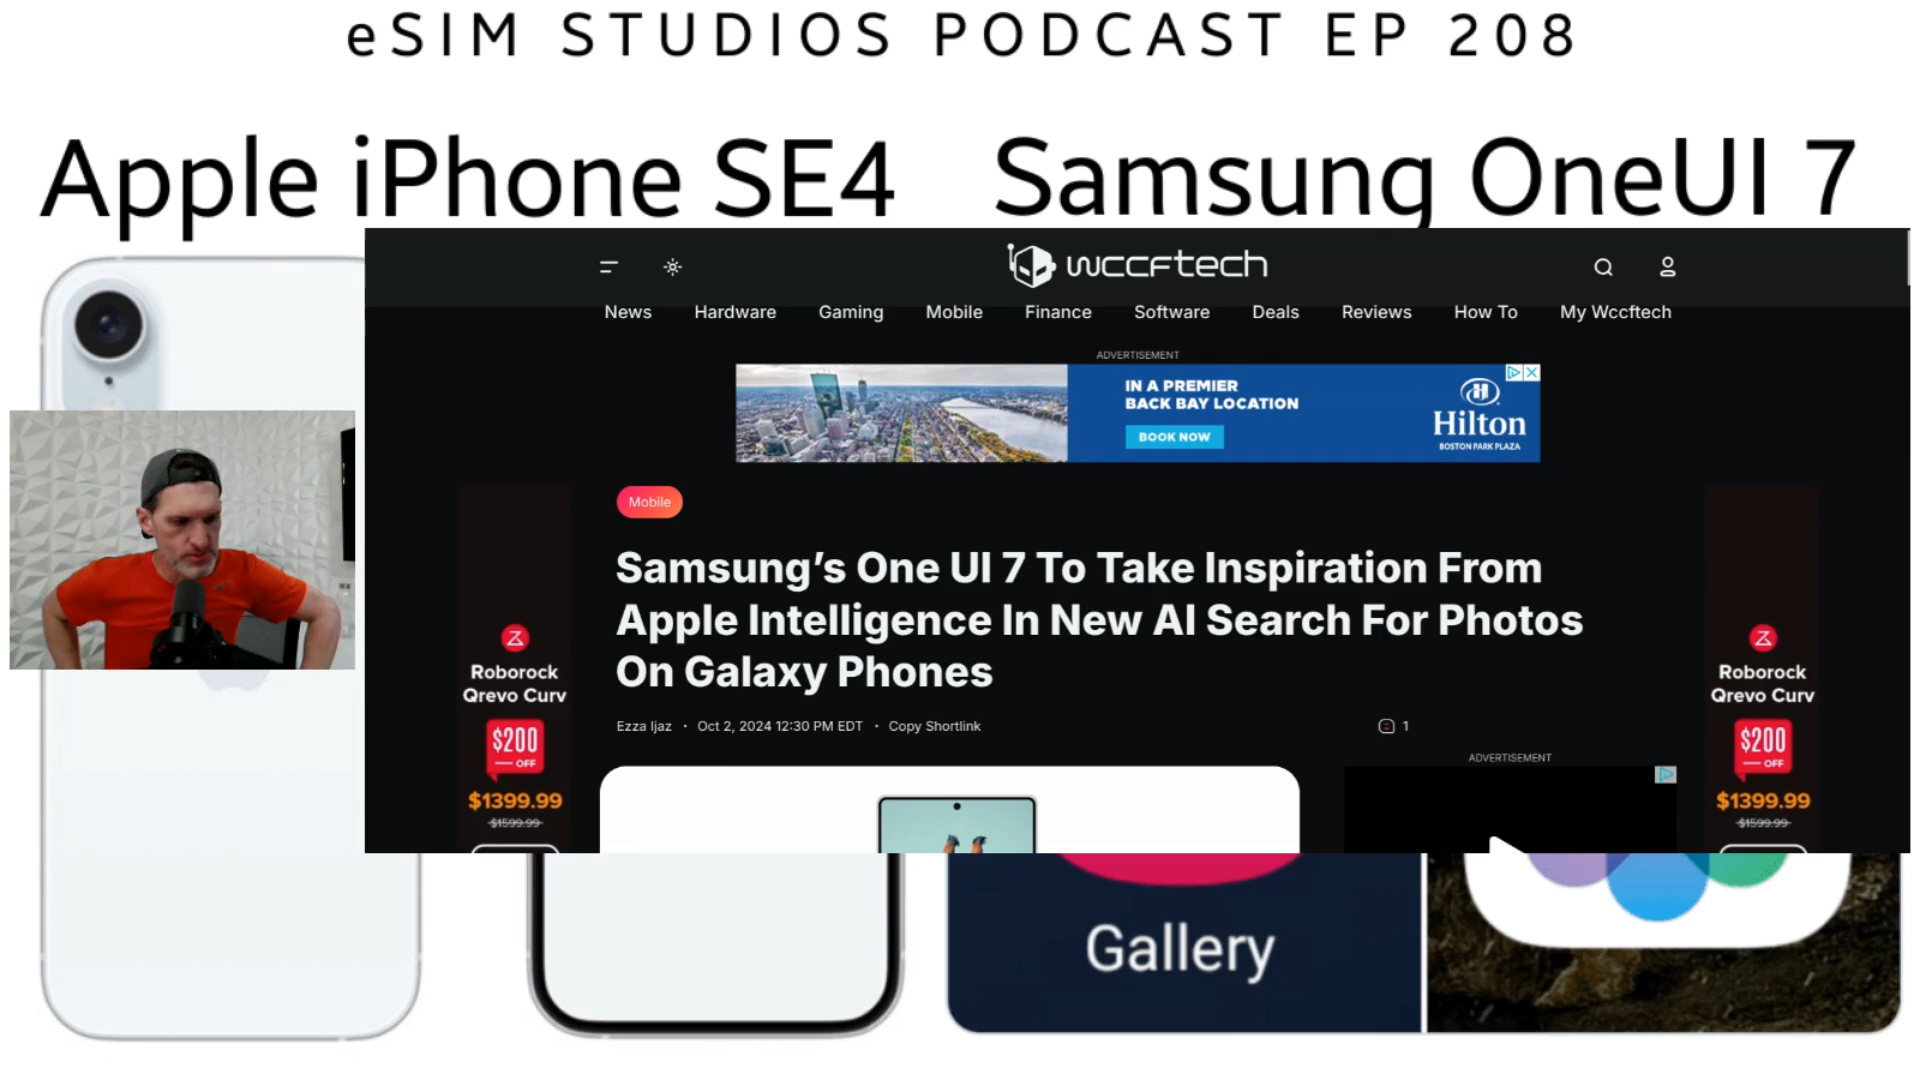 eSIM STUDIOS PODCAST EP 208
Apple iPhone SE4 Samsung OneUI 7
wccftech
News Hardware Gaming Mobile Finance Software Deals Reviews How To My Wccftech
ADVERTISEMENT
IN A PREMIER
BACK BAY LOCATION
BOOK NOW
Hilton
BOSTON PARK PLAZA
Mobile
Samsung’s One UI 7 To Take Inspiration From
Apple Intelligence In New AI Search For Photos
On Galaxy Phones
Ezza Ijaz • Oct 2, 2024 12:30 PM EDT • Copy Shortlink
1
ADVERTISEMENT
Roborock
Qrevo Curv
$200
OFF
$1399.99
$1599.99
Roborock
Qrevo Curv
$200
OFF
$1399.99
$1599.99
Gallery